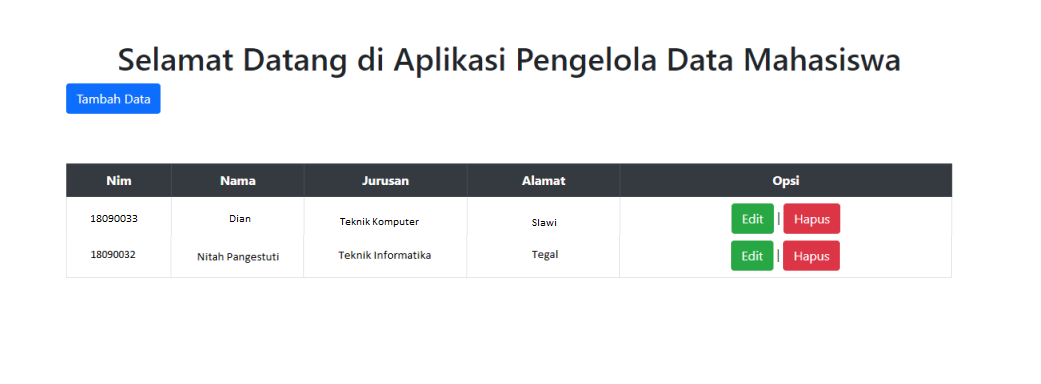 Selamat Datang di Aplikasi Pengelola Data Mahasiswa
Tambah Data
Nim Nama Jurusan Alamat Opsi
18090033 Dian Teknik Komputer Slawi Edit | Hapus
18090032 Nitah Pangestuti Teknik Informatika Tegal Edit | Hapus